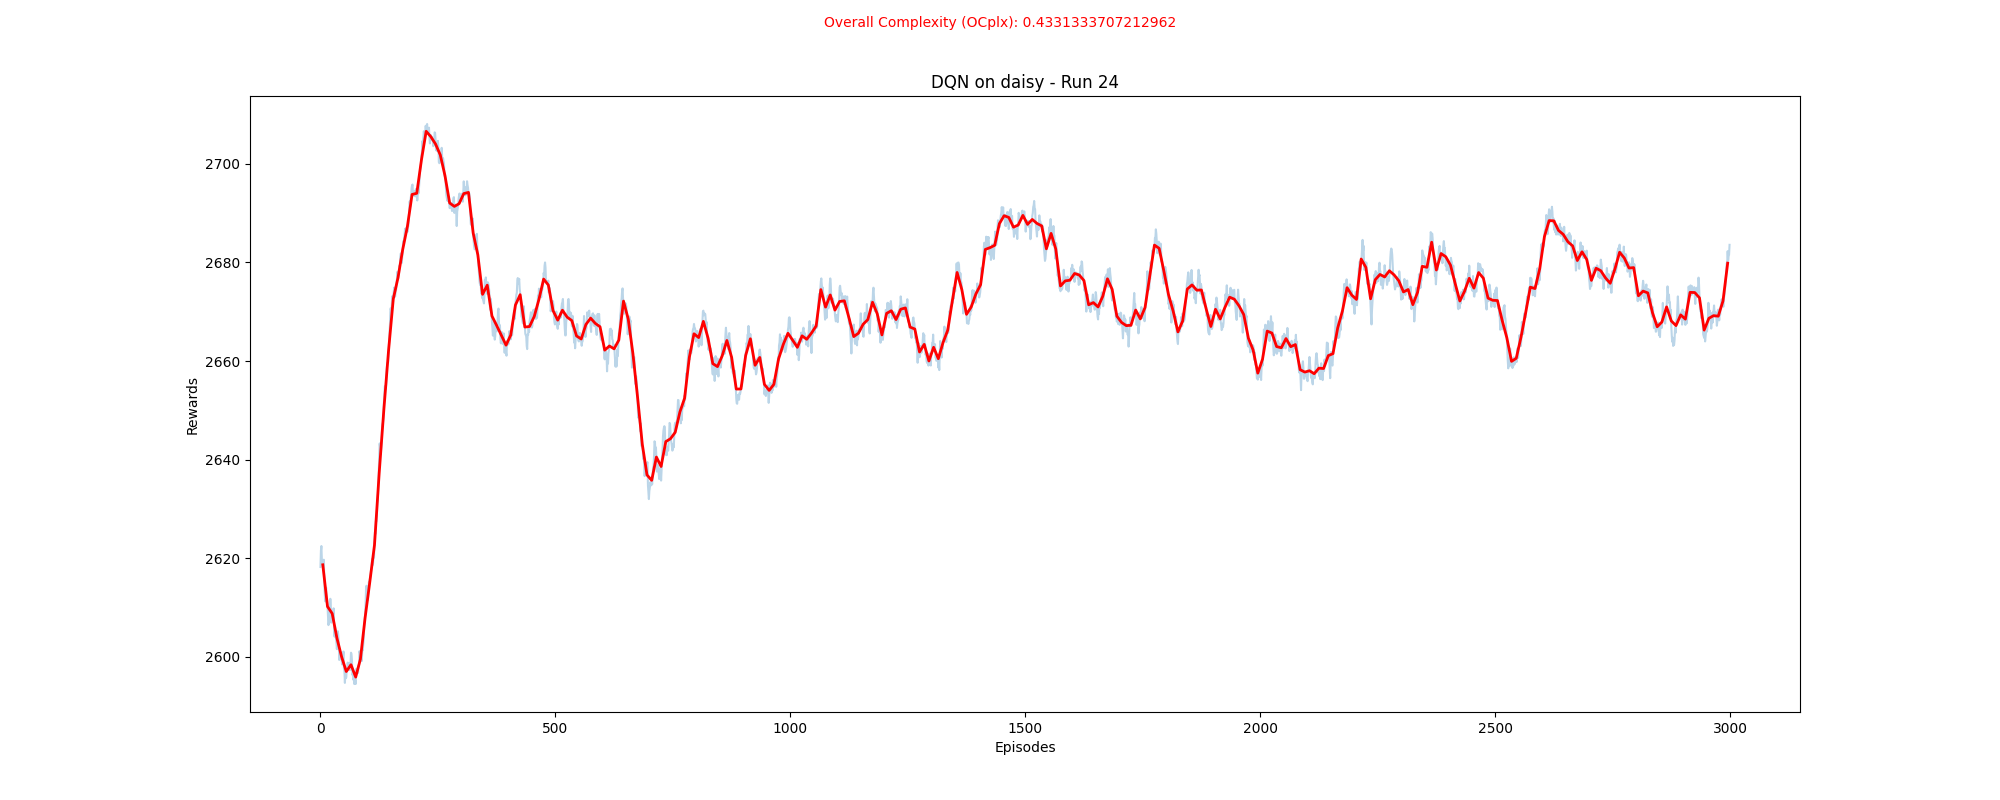 Overall Complexity (OCplx): 0.4331333707212962
DQN on daisy - Run 24
Rewards
2700
2680
2660
2640
2620
2600
0 500 1000 1500 2000 2500 3000
Episodes